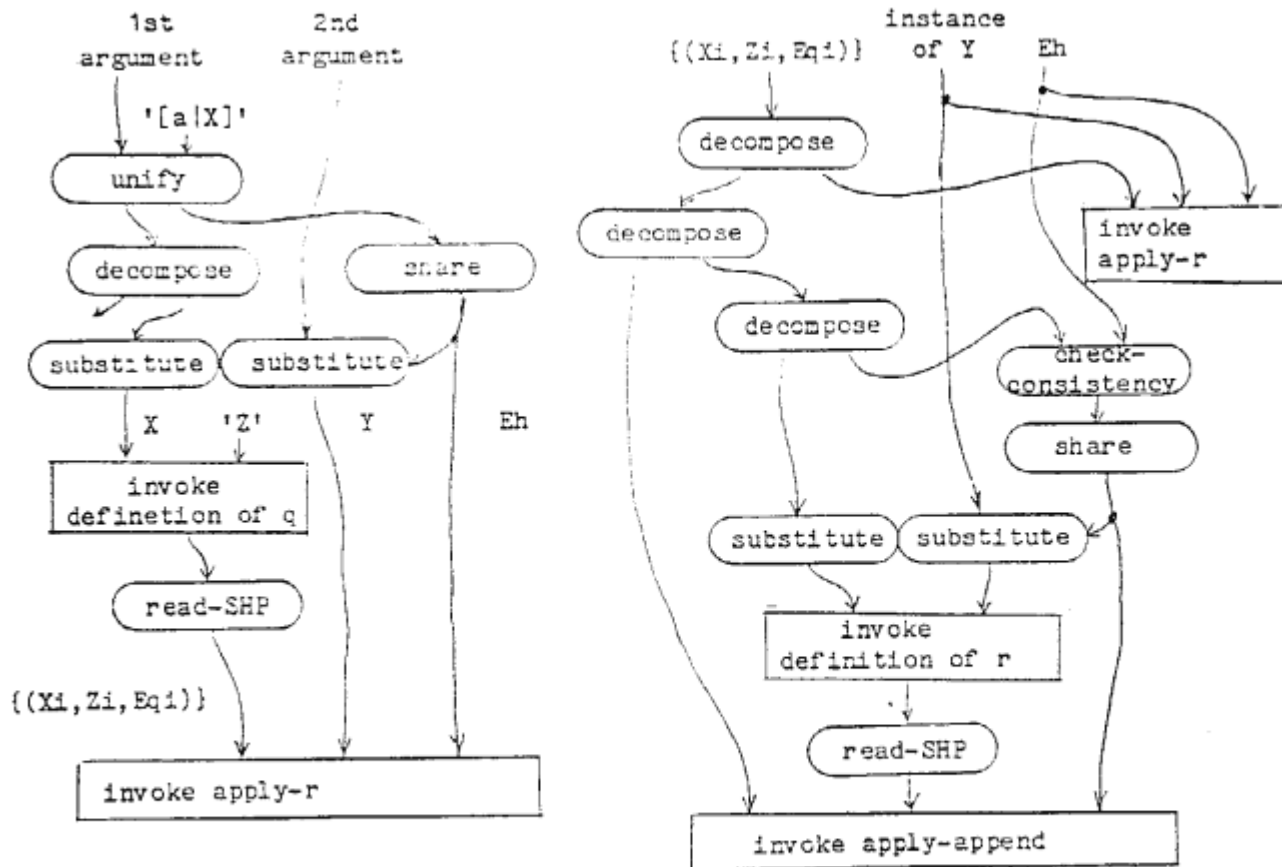 1st
argument
2nd
argument
'[a|X]'
unify
decompose
share
substitute
substitute
X
'Z'
Y
Eh
invoke
definetion of q
read-SHP
{(Xi,Zi,Eqi)}
invoke apply-r
{(Xi,Zi,Eqi)}
instance
of Y
Eh
decompose
decompose
invoke
apply-r
decompose
check-
consistency
share
substitute
substitute
invoke
definition of r
read-SHP
invoke apply-append